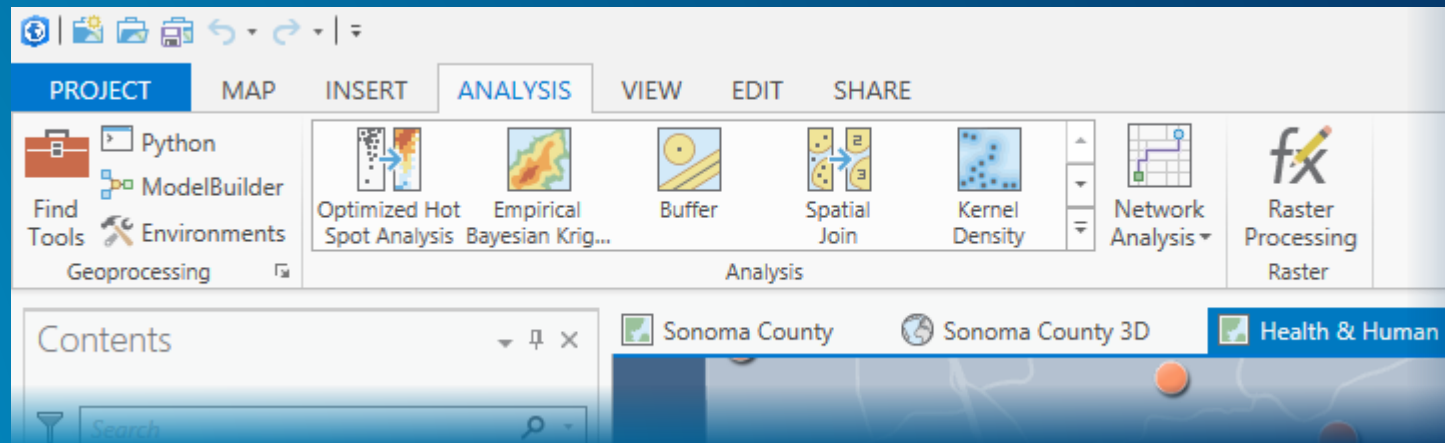 PROJECT MAP INSERT ANALYSIS VIEW EDIT SHARE
Find
Tools
Python
ModelBuilder
Environments
Geoprocessing
Optimized Hot
Spot Analysis
Empirical
Bayesian Krig...
Buffer
Spatial
Join
Kernel
Density
Analysis
Network
Analysis
Raster
Processing
Raster
Contents
Search
Sonoma County
Sonoma County 3D
Health & Human